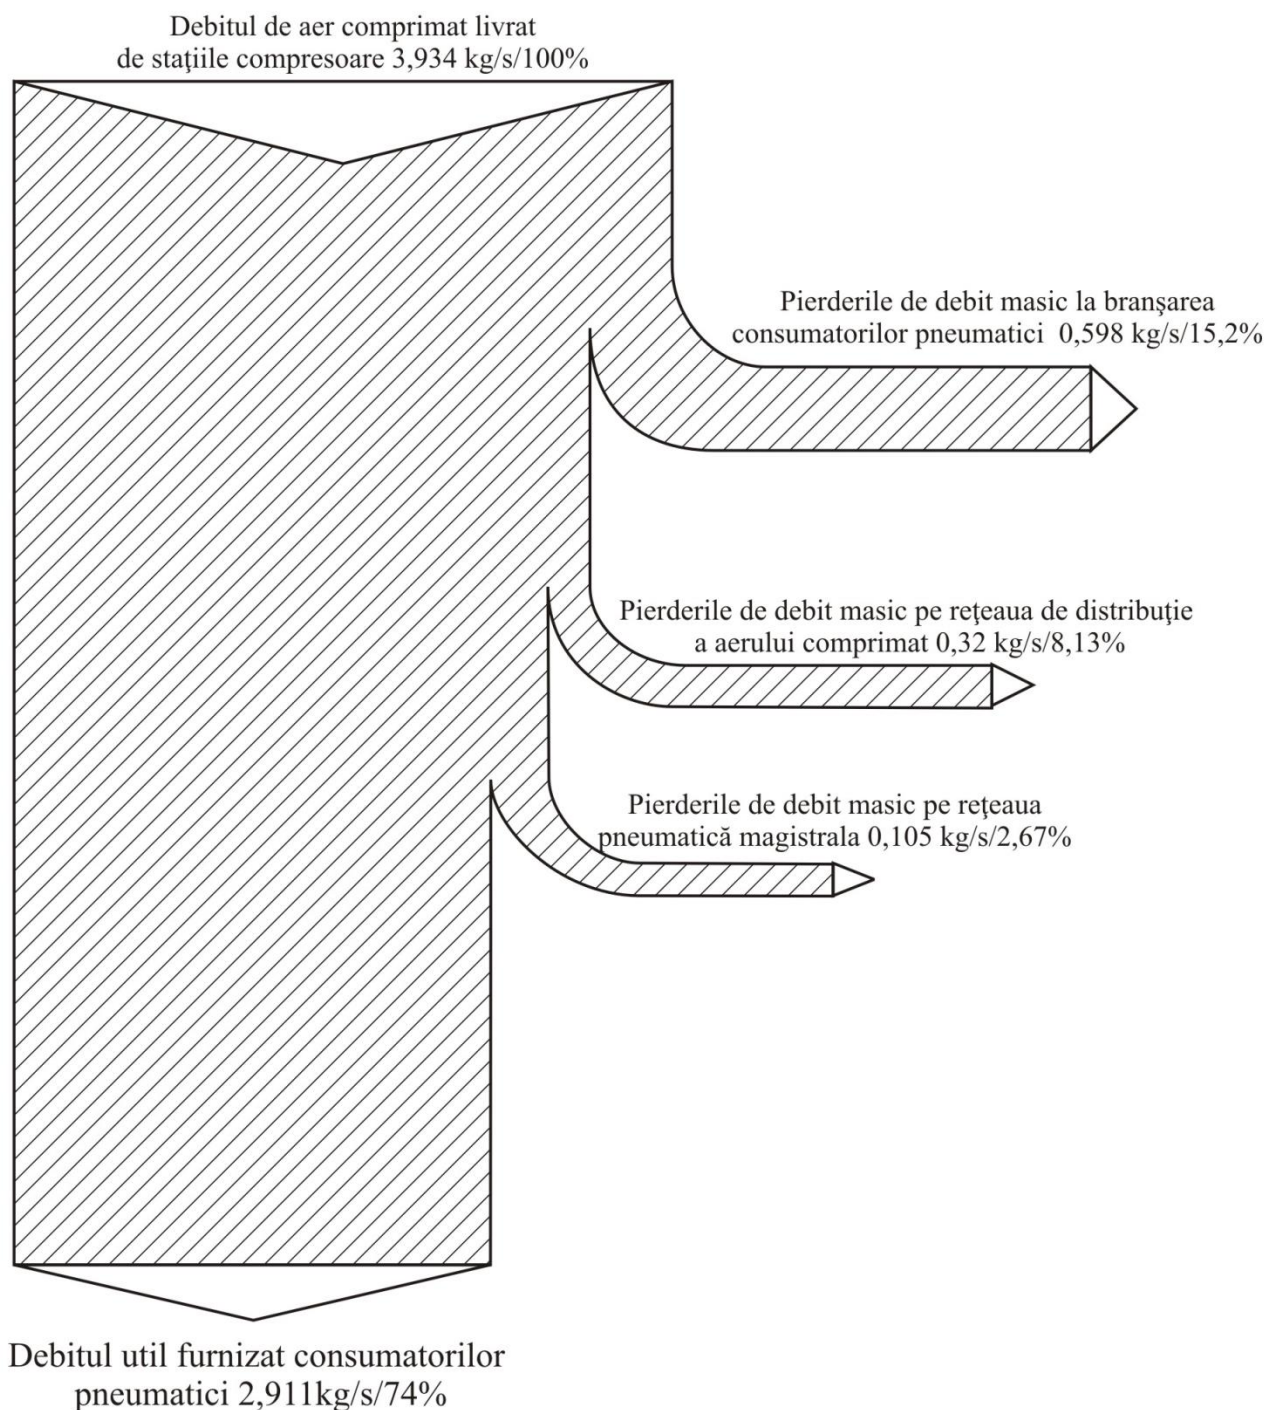 Debitul de aer comprimat livrat
de staţiile compresoare 3,934 kg/s/100%
Pierderile de debit masic la branşarea
consumatorilor pneumatici 0,598 kg/s/15,2%
Pierderile de debit masic pe reţeaua de distribuţie
a aerului comprimat 0,32 kg/s/8,13%
Pierderile de debit masic pe reţeaua
pneumatică magistrala 0,105 kg/s/2,67%
Debitul util furnizat consumatorilor
pneumatici 2,911kg/s/74%